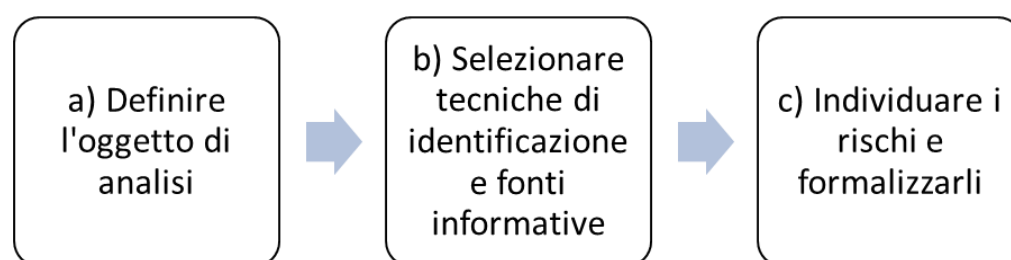 a) Definire
l'oggetto di
analisi
b) Selezionare
tecniche di
identificazione
e fonti
informative
c) Individuare i
rischi e
formalizzarli